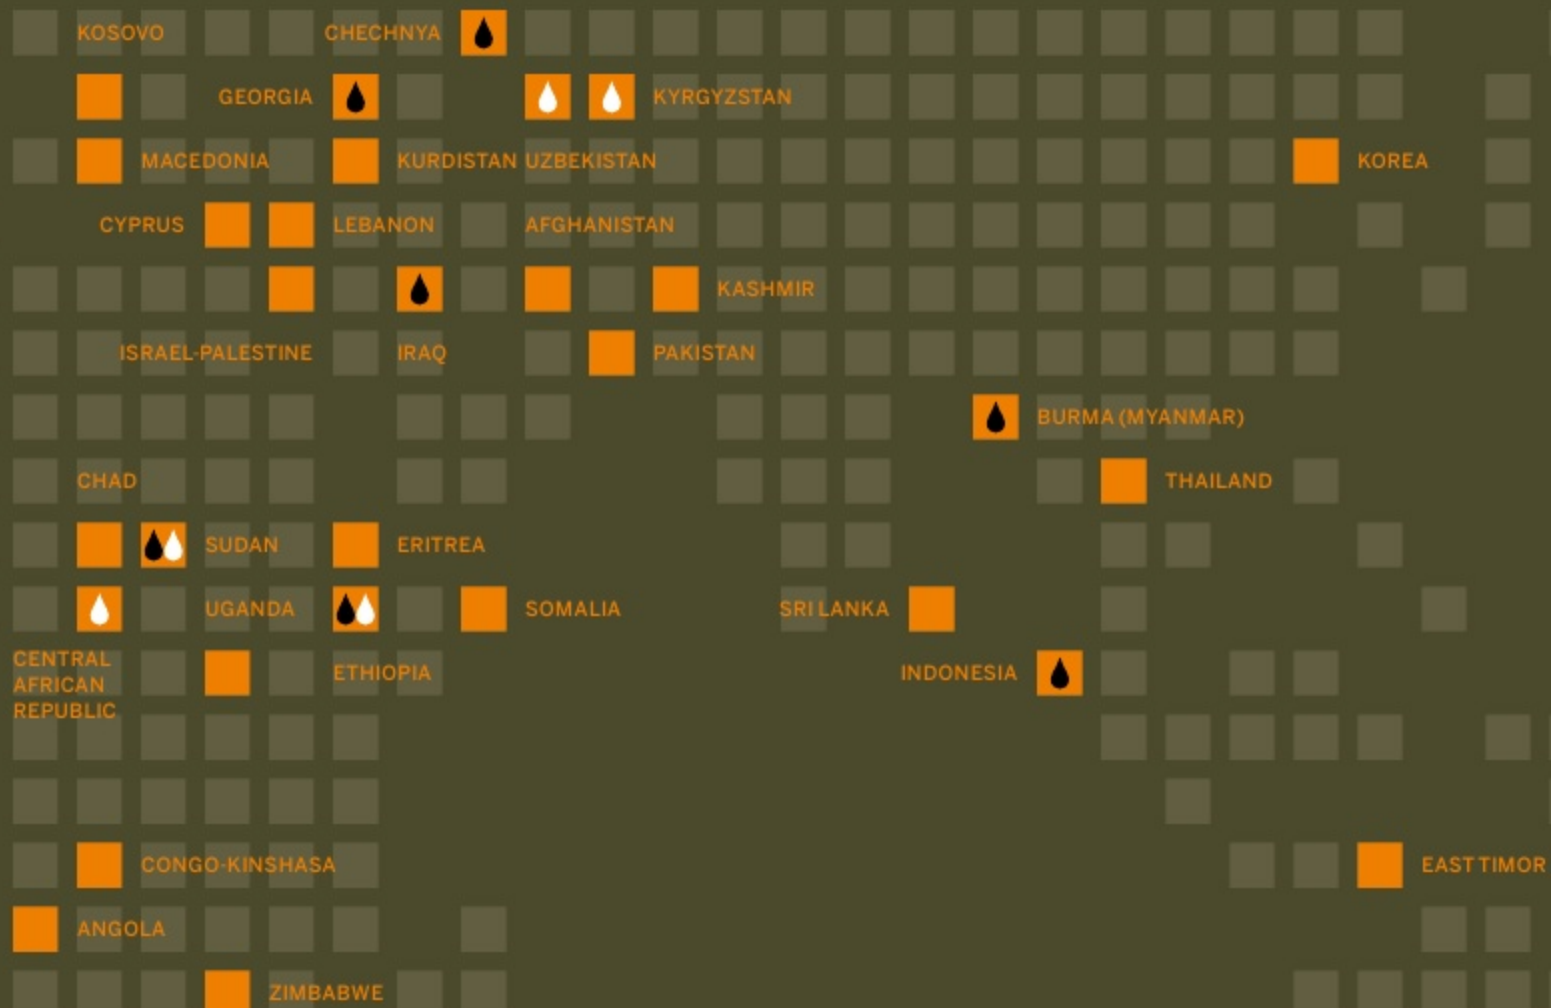 KOSOVO
CHECHNYA
GEORGIA
KYRGYZSTAN
MACEDONIA
KURDISTAN
UZBEKISTAN
KOREA
CYPRUS
LEBANON
AFGHANISTAN
KASHMIR
ISRAEL-PALESTINE
IRAQ
PAKISTAN
BURMA (MYANMAR)
CHAD
THAILAND
SUDAN
ERITREA
UGANDA
SOMALIA
SRI LANKA
CENTRAL
AFRICAN
REPUBLIC
ETHIOPIA
INDONESIA
CONGO-KINSHASA
EAST TIMOR
ANGOLA
ZIMBABWE